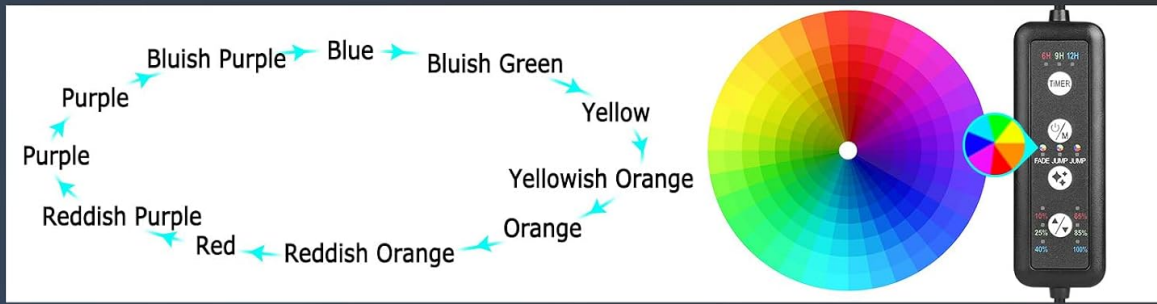 Bluish Purple
Blue
Bluish Green
Yellow
Yellowish Orange
Orange
Reddish Orange
Red
Reddish Purple
Purple
Purple
6H 9H 12H
TIMER
/M
FADE JUMP JUMP
10% 65%
25% 85%
40% 100%